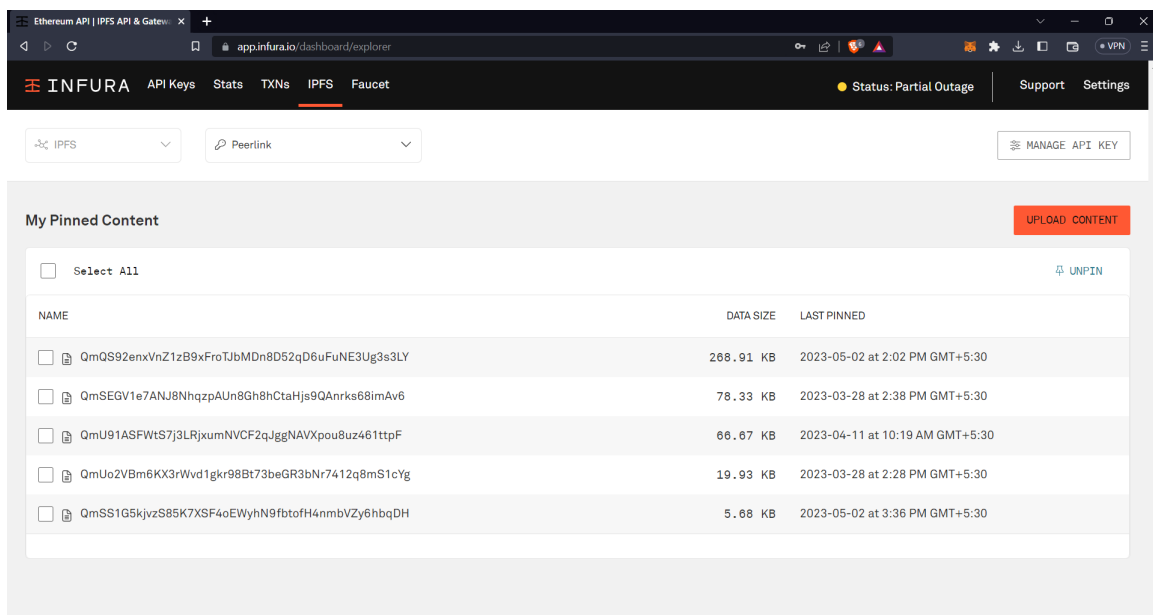 Ethereum API | IPFS API & Gatew
app.infura.io/dashboard/explorer
VPN
INFURA API Keys Stats TXNs IPFS Faucet Status: Partial Outage Support Settings
IPFS Peerlink MANAGE API KEY
My Pinned Content UPLOAD CONTENT
Select All UNPIN
NAME DATA SIZE LAST PINNED
QmQS92enxVnZ1zB9xFroTJbMDn8D52qD6uFuNE3Ug3s3LY 268.91 KB 2023-05-02 at 2:02 PM GMT+5:30
QmSEGV1e7ANJ8NhqzpAUn8Gh8hCtaHjs9QAnrks68imAv6 78.33 KB 2023-03-28 at 2:38 PM GMT+5:30
QmU91ASFWtS7j3LRjxumNVCF2qJggNAVXpou8uz461ttpF 66.67 KB 2023-04-11 at 10:19 AM GMT+5:30
QmUo2VBm6KX3rWvd1gkr98Bt73beGR3bNr7412q8mS1cYg 19.93 KB 2023-03-28 at 2:28 PM GMT+5:30
QmSS1G5kjvzS85K7XSF4oEWyhN9fbtofH4nmbVZy6hbqDH 5.68 KB 2023-05-02 at 3:36 PM GMT+5:30